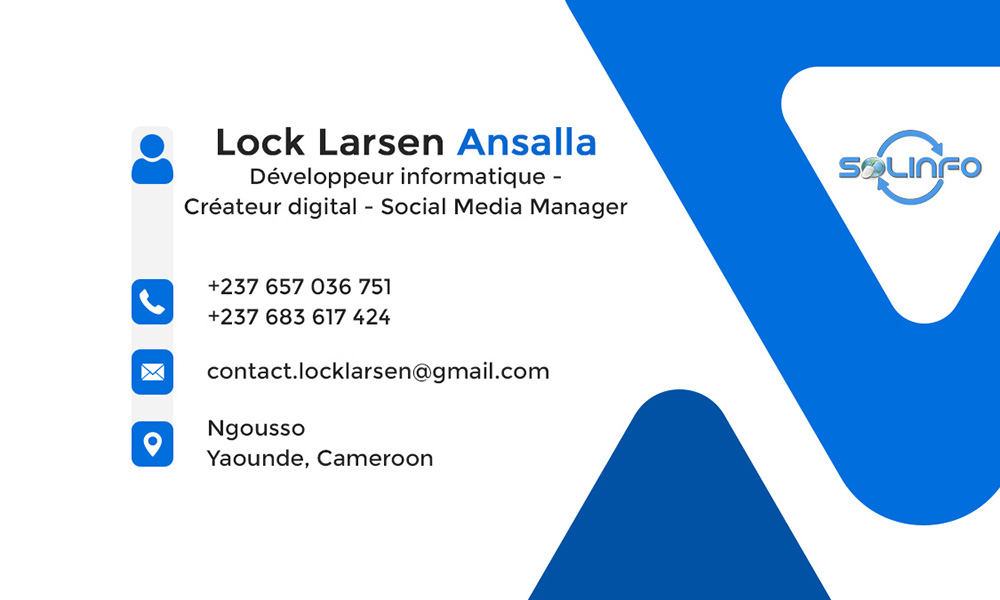 Lock Larsen Ansalla
Développeur informatique -
Créateur digital - Social Media Manager
+237 657 036 751
+237 683 617 424
contact.locklarsen@gmail.com
Ngousso
Yaounde, Cameroon
SOLINFO